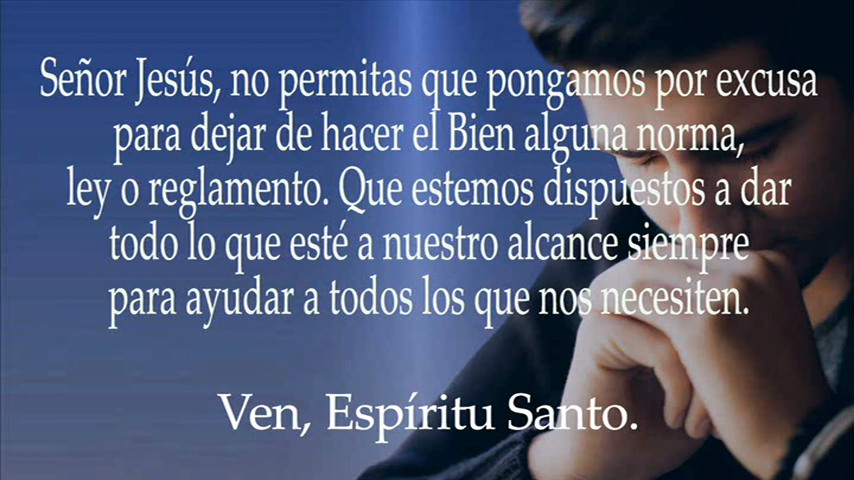 Señor Jesús, no permitas que pongamos por excusa
para dejar de hacer el Bien alguna norma,
ley o reglamento. Que estemos dispuestos a dar
todo lo que esté a nuestro alcance siempre
para ayudar a todos los que nos necesiten.
Ven, Espíritu Santo.